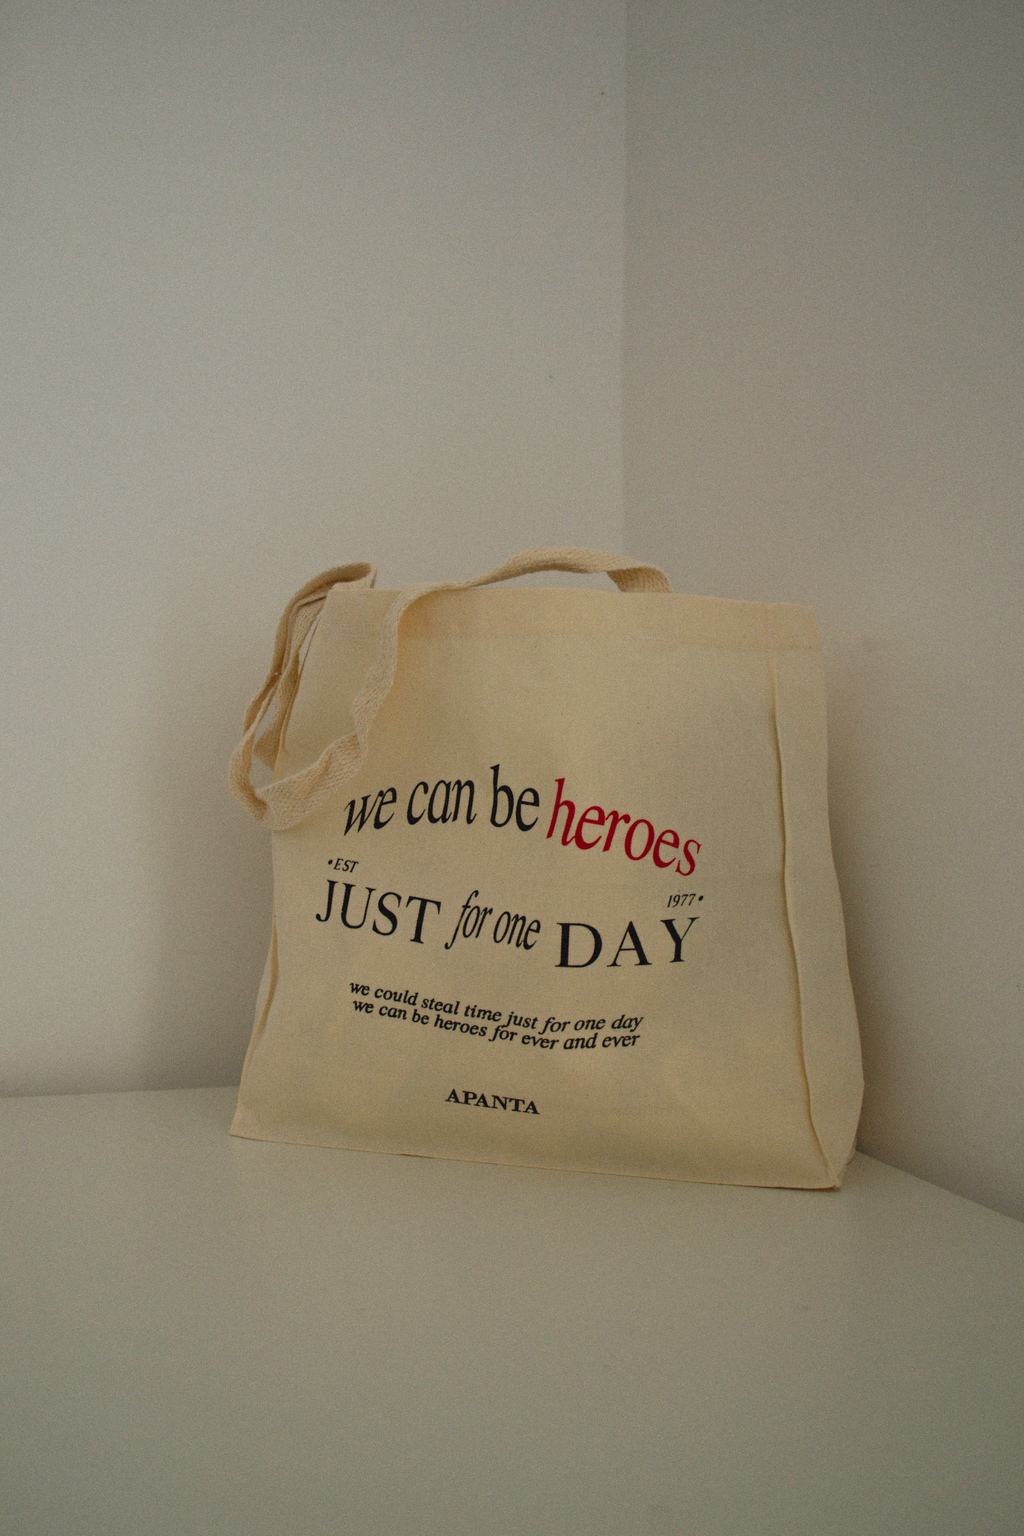 we can be heroes
•EST
1977•
JUST for one DAY
we could steal time just for one day
we can be heroes for ever and ever
APANTA